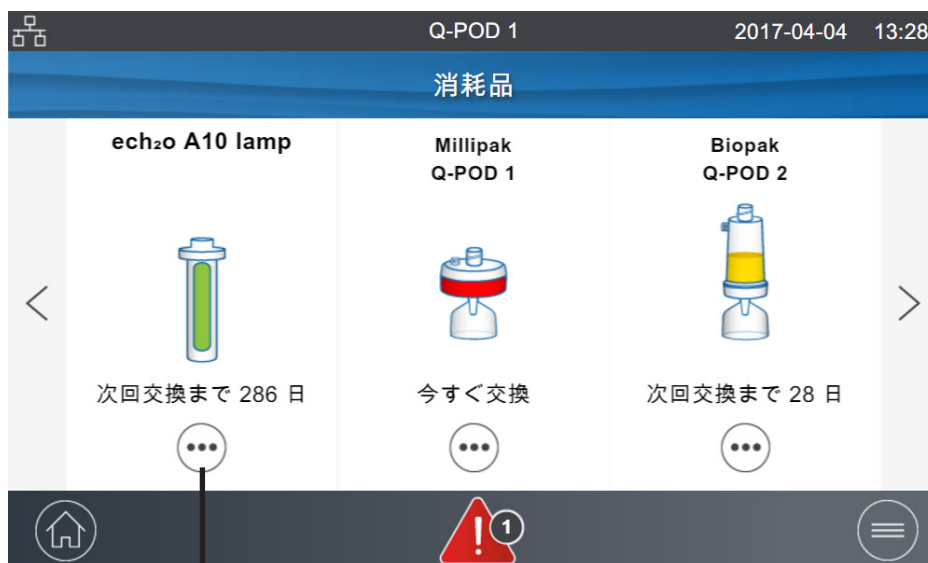 Q-POD 1 2017-04-04 13:28
消耗品
ech₂o A10 lamp
次回交換まで 286 日
Millipak
Q-POD 1
今すぐ交換
Biopak
Q-POD 2
次回交換まで 28 日
1